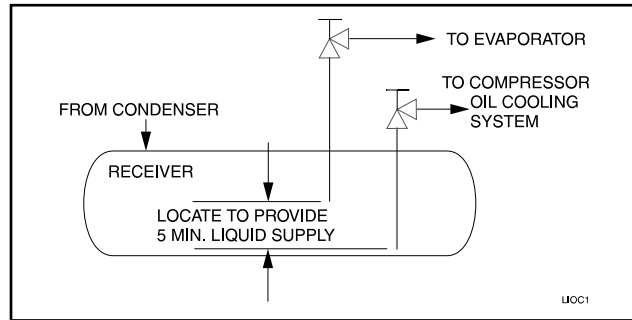 TO EVAPORATOR
TO COMPRESSOR
OIL COOLING
SYSTEM
FROM CONDENSER
RECEIVER
LOCATE TO PROVIDE
5 MIN. LIQUID SUPPLY
LIOC1